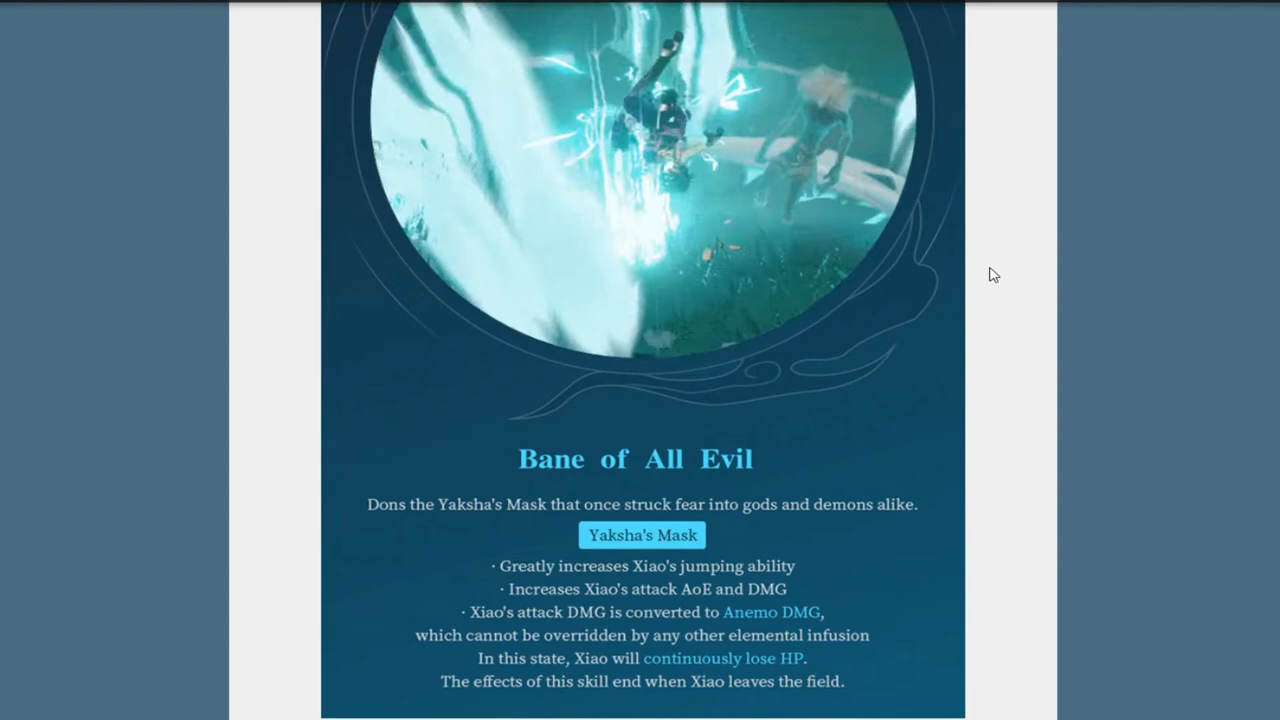 Bane of All Evil
Dons the Yaksha's Mask that once struck fear into gods and demons alike.
Yaksha's Mask
· Greatly increases Xiao's jumping ability
· Increases Xiao's attack AoE and DMG
· Xiao's attack DMG is converted to Anemo DMG,
which cannot be overridden by any other elemental infusion
In this state, Xiao will continuously lose HP.
The effects of this skill end when Xiao leaves the field.